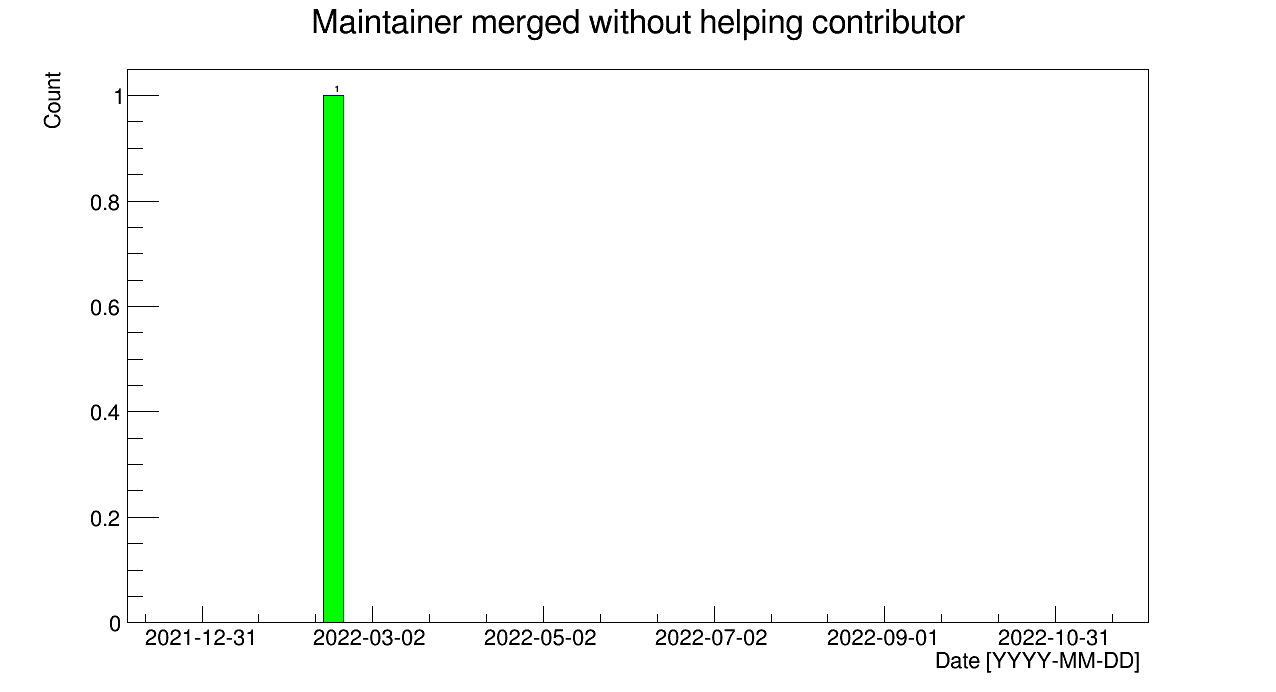 Maintainer merged without helping contributor
Count
1
1
0.8
0.6
0.4
0.2
0
2021-12-31 2022-03-02 2022-05-02 2022-07-02 2022-09-01 2022-10-31
Date [YYYY-MM-DD]